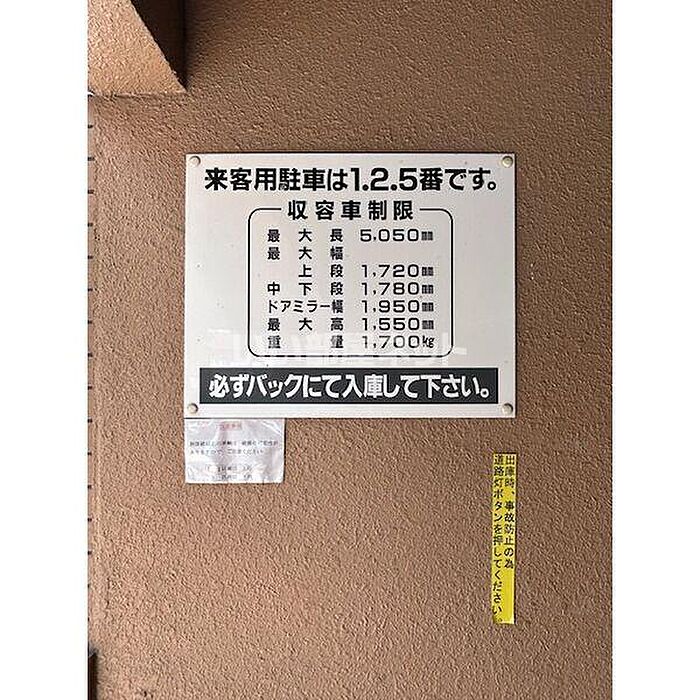 来客用駐車は1.2.5番です。
収容車制限
最大長 5,050㎜
最大幅
上段 1,720㎜
中下段 1,780㎜
ドアミラー幅 1,950㎜
最大高 1,550㎜
重量 1,700kg
必ずバックにて入庫して下さい。
出庫時、事故防止の為
道路灯ボタンを押してください。